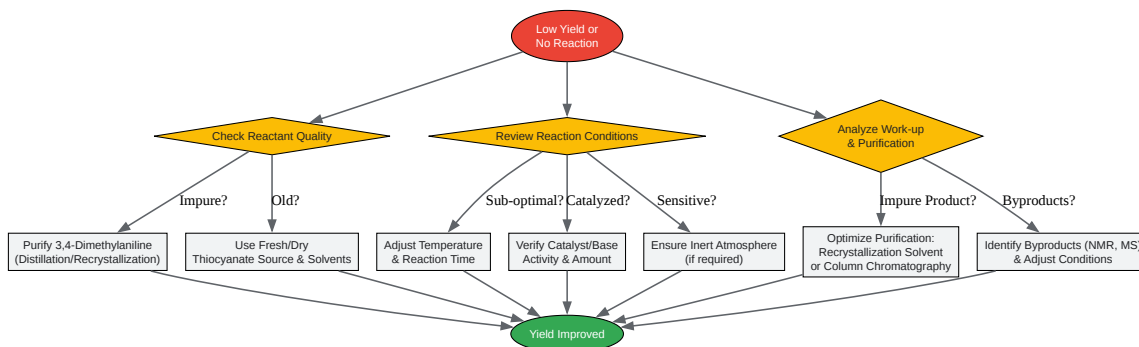 Low Yield or
No Reaction
Check Reactant Quality
Review Reaction Conditions
Analyze Work-up
& Purification
Impure?
Old?
Sub-optimal?
Catalyzed?
Sensitive?
Impure Product?
Byproducts?
Purify 3,4-Dimethylaniline
(Distillation/Recrystallization)
Use Fresh/Dry
Thiocyanate Source & Solvents
Adjust Temperature
& Reaction Time
Verify Catalyst/Base
Activity & Amount
Ensure Inert Atmosphere
(if required)
Optimize Purification:
Recrystallization Solvent
or Column Chromatography
Identify Byproducts (NMR, MS)
& Adjust Conditions
Yield Improved